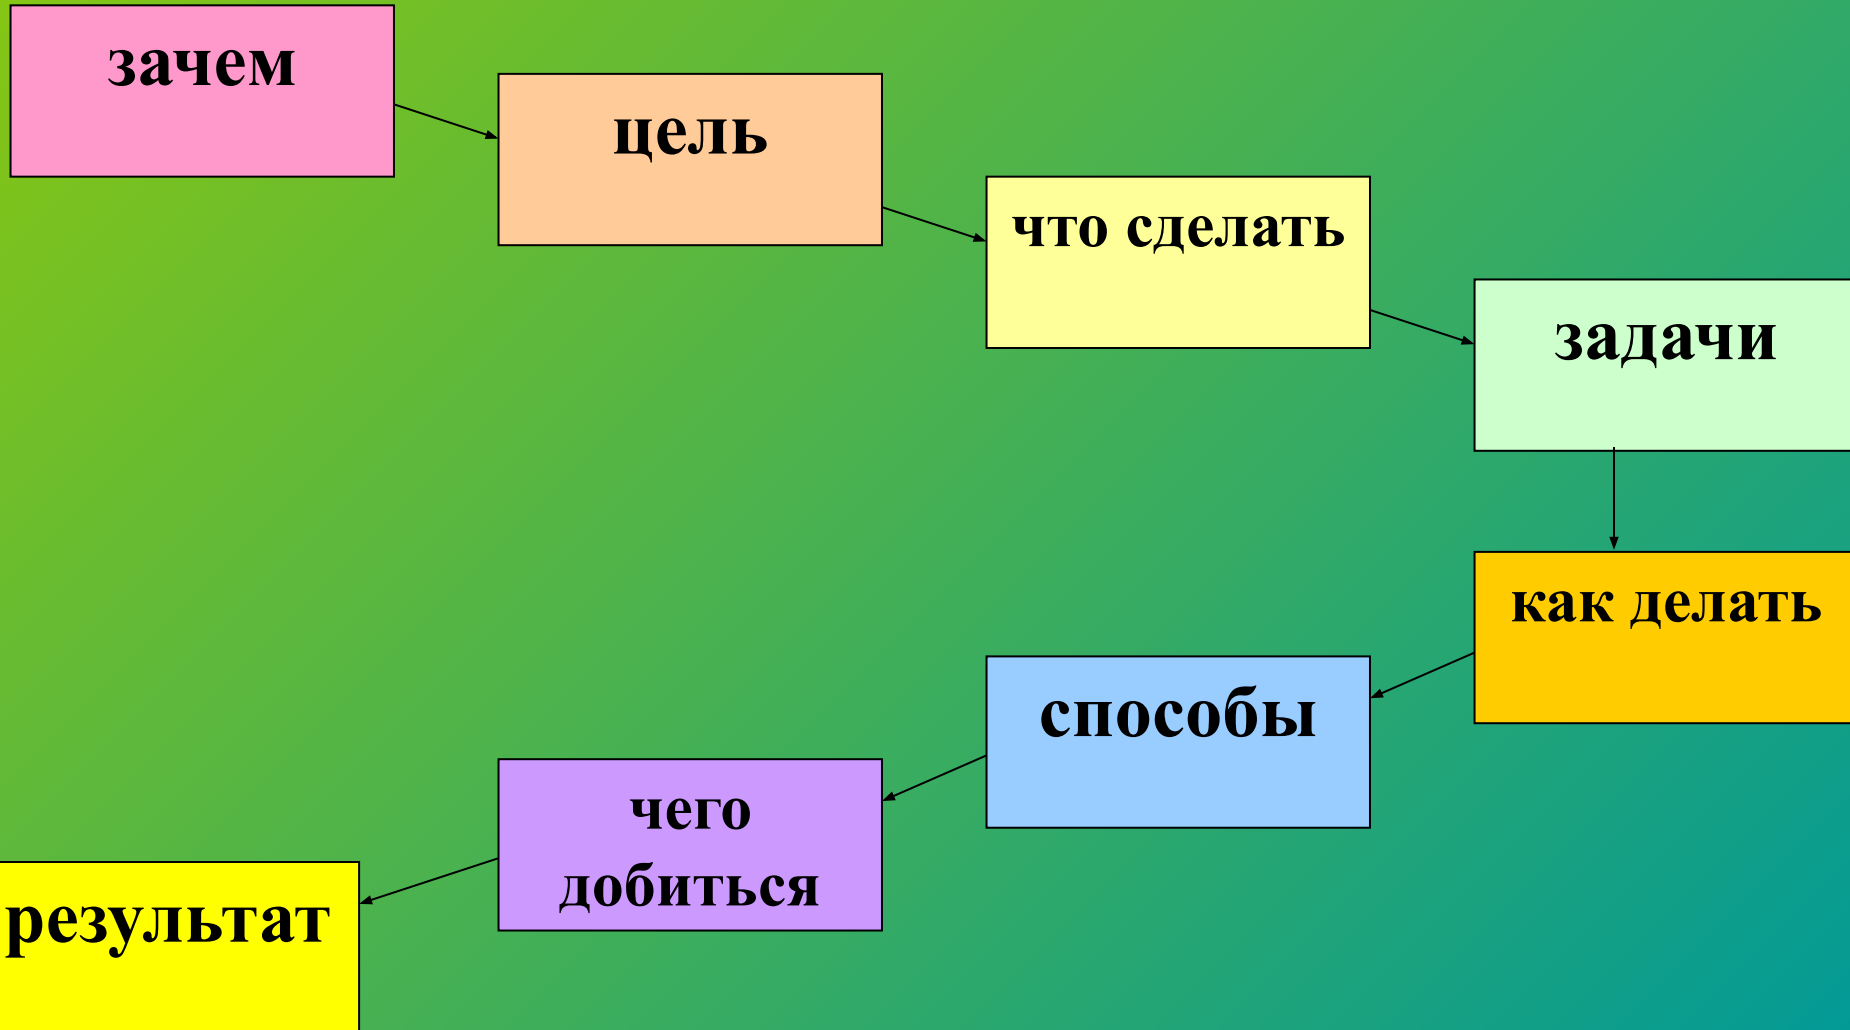 зачем
цель
что сделать
задачи
как делать
способы
чего
добиться
результат